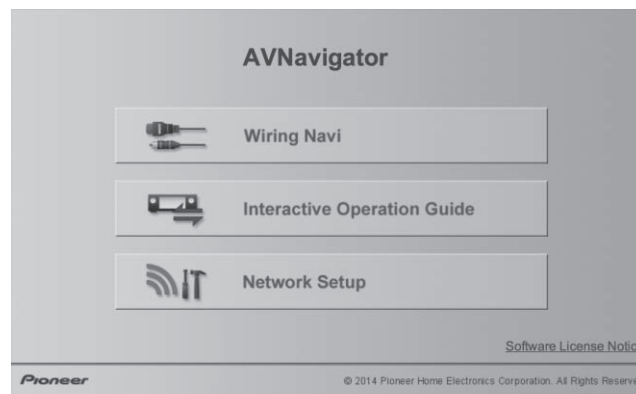 AVNavigator
Wiring Navi
Interactive Operation Guide
Network Setup
Software License Notic
Pioneer
© 2014 Pioneer Home Electronics Corporation. All Rights Reserve